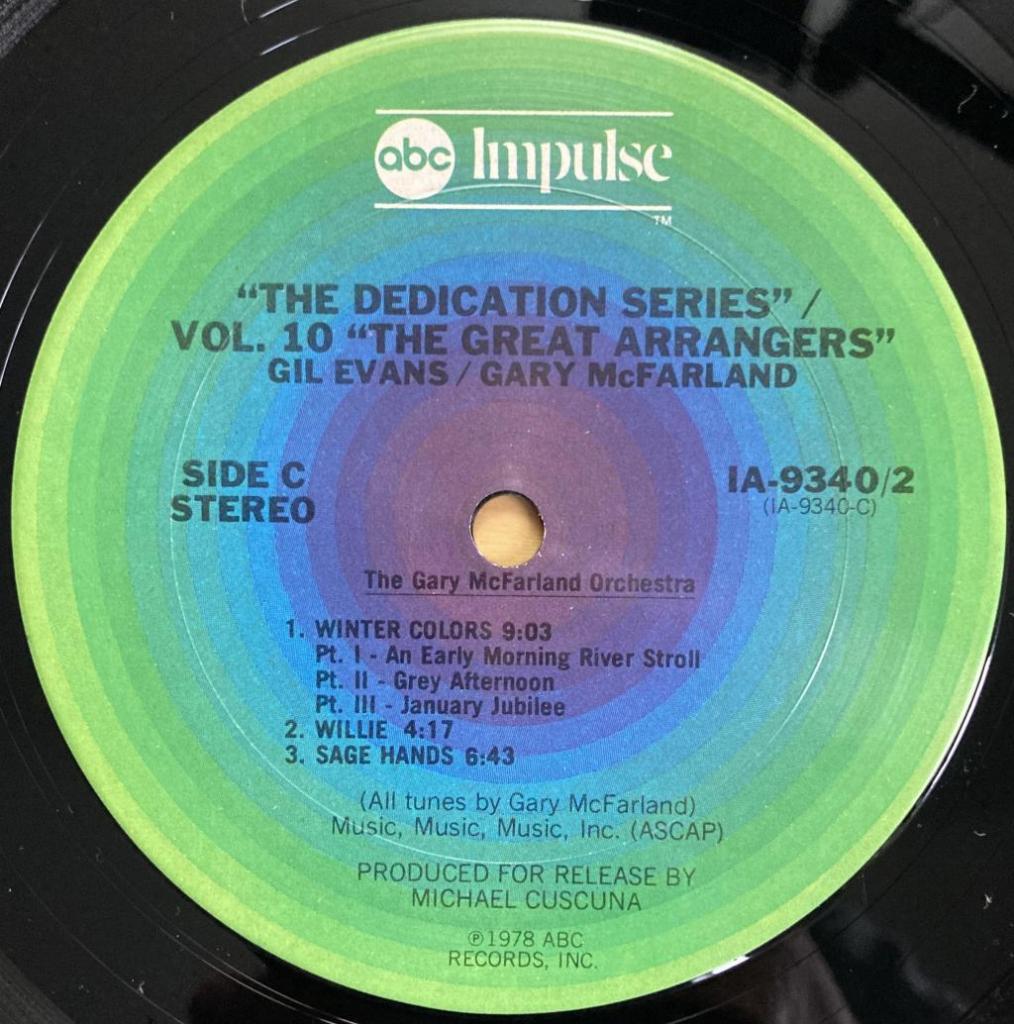 abc Impulse
TM
"THE DEDICATION SERIES" /
VOL. 10 "THE GREAT ARRANGERS"
GIL EVANS / GARY McFARLAND
SIDE C
STEREO
IA-9340/2
(IA-9340-C)
The Gary McFarland Orchestra
1. WINTER COLORS 9:03
Pt. I - An Early Morning River Stroll
Pt. II - Grey Afternoon
Pt. III - January Jubilee
2. WILLIE 4:17
3. SAGE HANDS 6:43
(All tunes by Gary McFarland)
Music, Music, Music, Inc. (ASCAP)
PRODUCED FOR RELEASE BY
MICHAEL CUSCUNA
℗1978 ABC
RECORDS, INC.